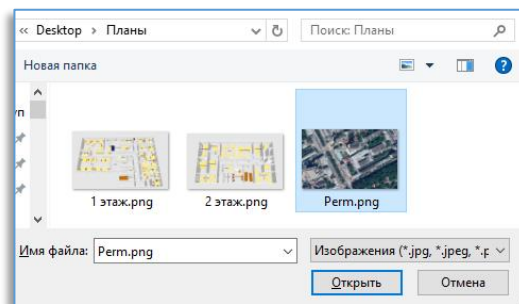 « Desktop > Планы
Поиск: Планы
Новая папка
уп
1 этаж.png
2 этаж.png
Perm.png
Имя файла: Perm.png
Изображения (*.jpg, *.jpeg, *.p
Открыть
Отмена